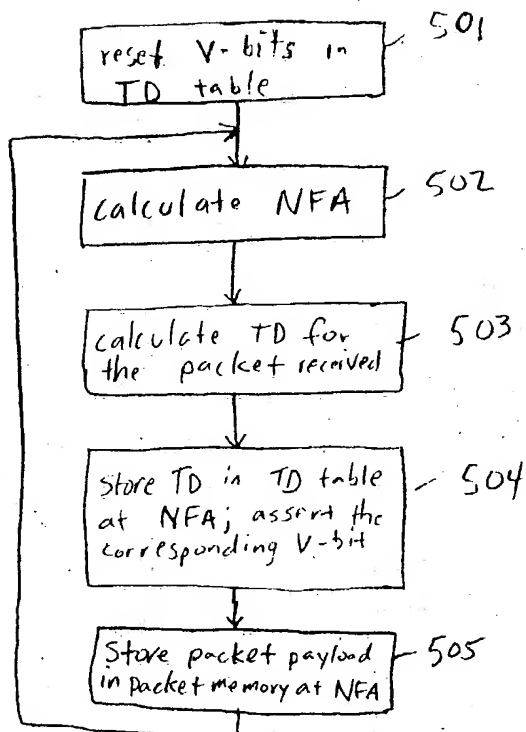 501
reset V-bits in
TD table
502
calculate NFA
503
calculate TD for
the packet received
504
store TD in TD table
at NFA; assert the
corresponding V-bit
505
Store packet payload
in packet memory at NFA